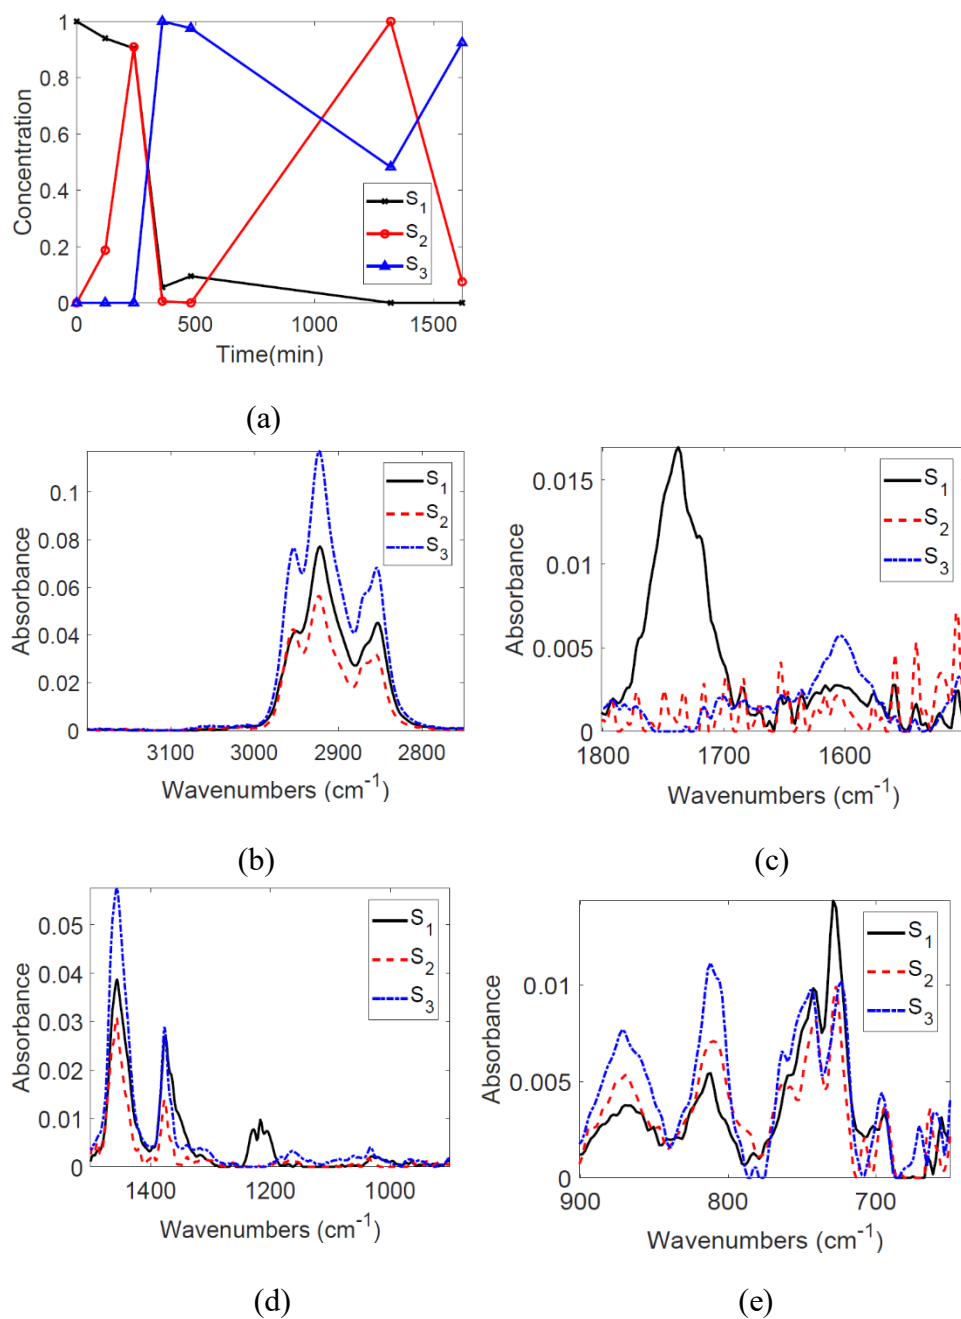 1
0.8
0.6
0.4
0.2
0
Concentration
S1
S2
S3
0 500 1000 1500
Time(min)
(a)
0.1
0.08
0.06
0.04
0.02
0
Absorbance
S1
S2
S3
3100 3000 2900 2800
Wavenumbers (cm-1)
(b)
0.015
0.01
0.005
0
Absorbance
S1
S2
S3
1800 1700 1600
Wavenumbers (cm-1)
(c)
0.05
0.04
0.03
0.02
0.01
0
Absorbance
S1
S2
S3
1400 1200 1000
Wavenumbers (cm-1)
(d)
0.01
0.005
0
Absorbance
S1
S2
S3
900 800 700
Wavenumbers (cm-1)
(e)